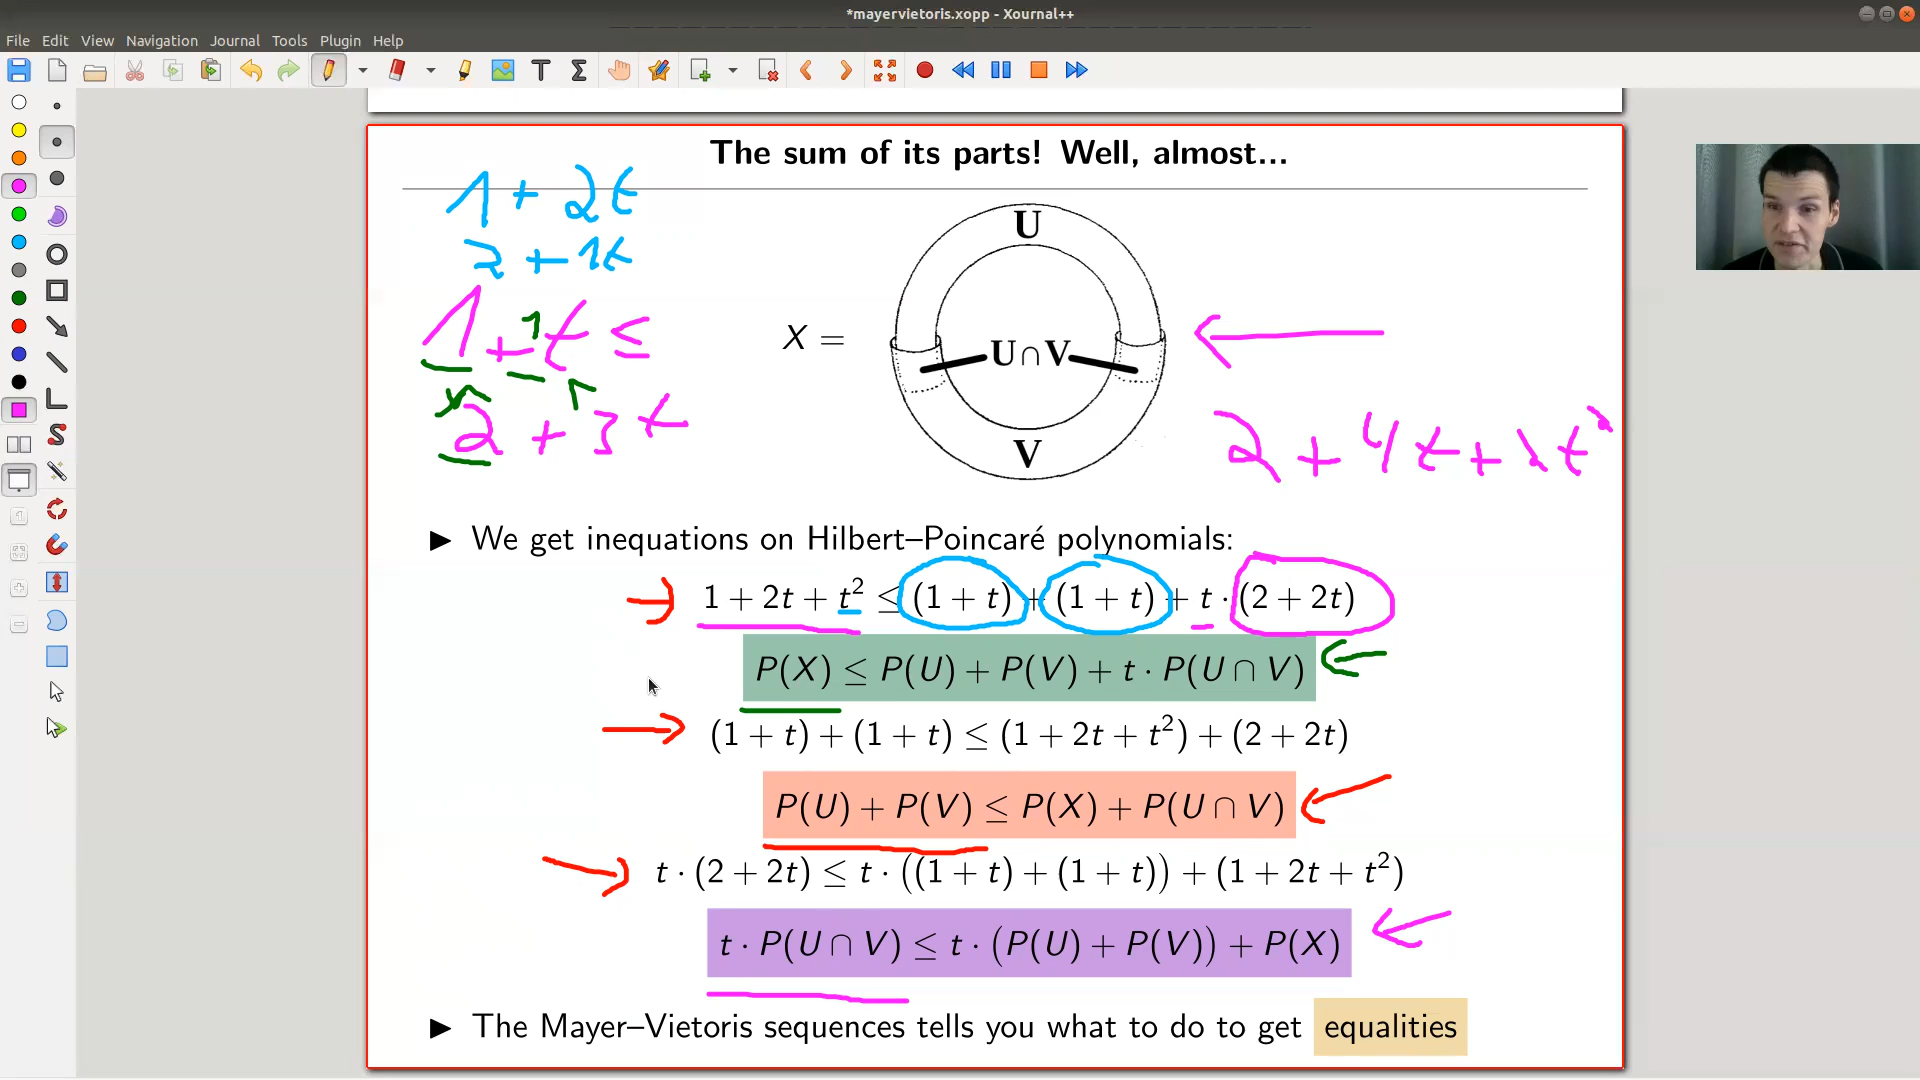 *mayervietoris.xopp - Xournal++
File Edit View Navigation Journal Tools Plugin Help
The sum of its parts! Well, almost...
1 + 2t
2 + 1t
1 + 1t ≤
2 + 3t
U
X =
U∩V
V
2 + 4t + 2t²
► We get inequations on Hilbert–Poincaré polynomials:
1 + 2t + t² ≤ (1 + t) + (1 + t) + t · (2 + 2t)
P(X) ≤ P(U) + P(V) + t · P(U ∩ V)
(1 + t) + (1 + t) ≤ (1 + 2t + t²) + (2 + 2t)
P(U) + P(V) ≤ P(X) + P(U ∩ V)
t · (2 + 2t) ≤ t · ((1 + t) + (1 + t)) + (1 + 2t + t²)
t · P(U ∩ V) ≤ t · (P(U) + P(V)) + P(X)
► The Mayer–Vietoris sequences tells you what to do to get equalities